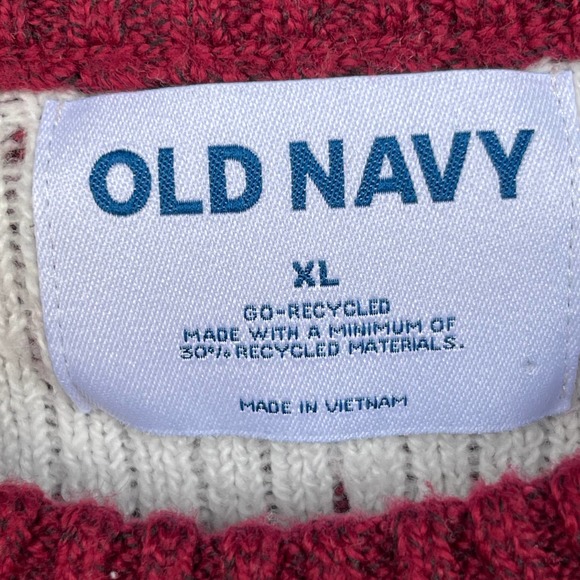 OLD NAVY
XL
GO-RECYCLED
MADE WITH A MINIMUM OF
30% RECYCLED MATERIALS.
MADE IN VIETNAM